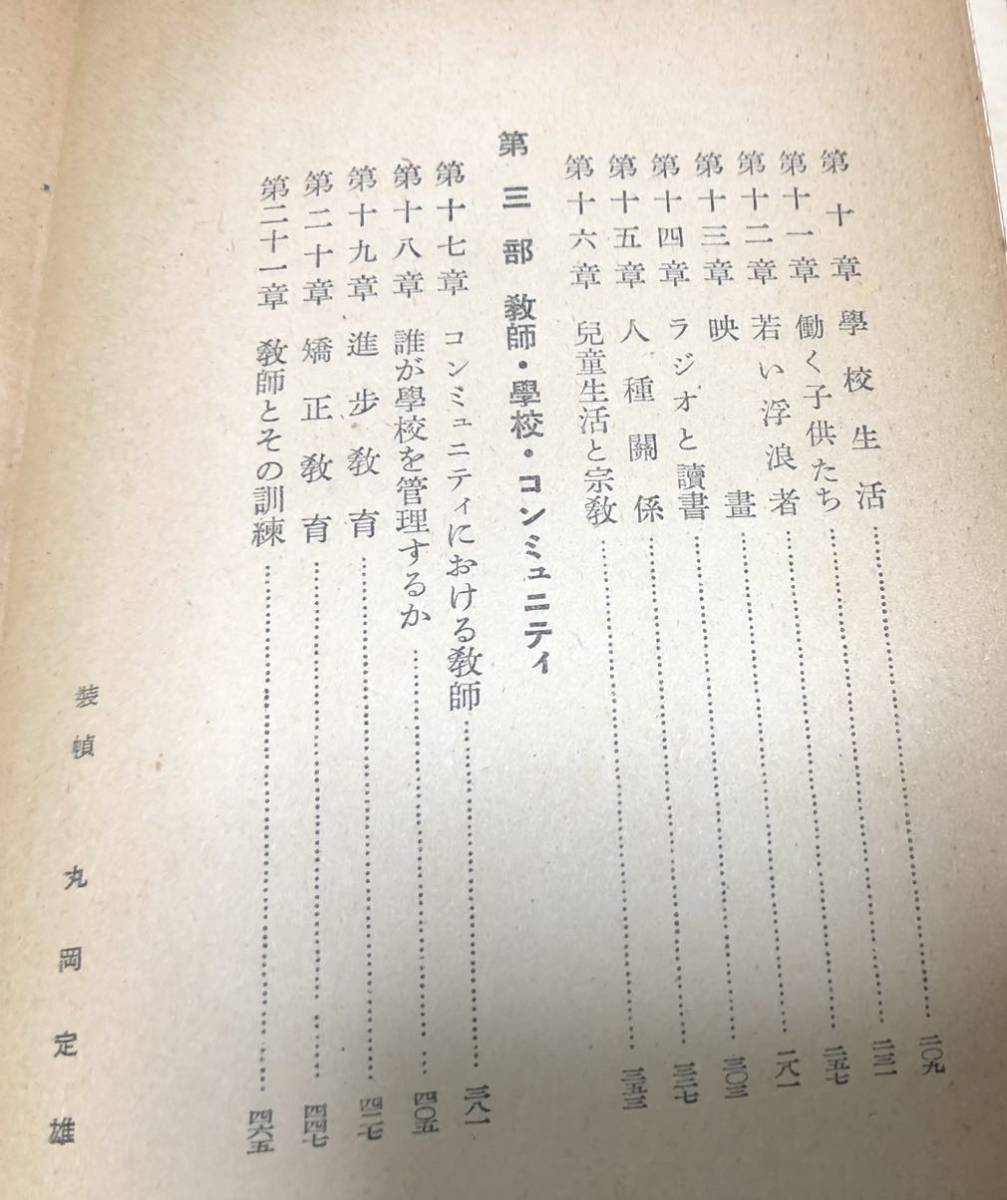 第十章 學校生活……二〇九
第十一章 働く子供たち……二三一
第十二章 若い浮浪者……二五七
第十三章 映畫……二八一
第十四章 ラジオと讀書……三〇三
第十五章 人種關係……三二七
第十六章 兒童生活と宗敎……三五三
第三部 敎師・學校・コンミュニティ
第十七章 コンミュニティにおける敎師……三八一
第十八章 誰が學校を管理するか……四〇五
第十九章 進步敎育……四二七
第二十章 矯正敎育……四四七
第二十一章 敎師とその訓練……四六五
裝幀 丸岡定雄